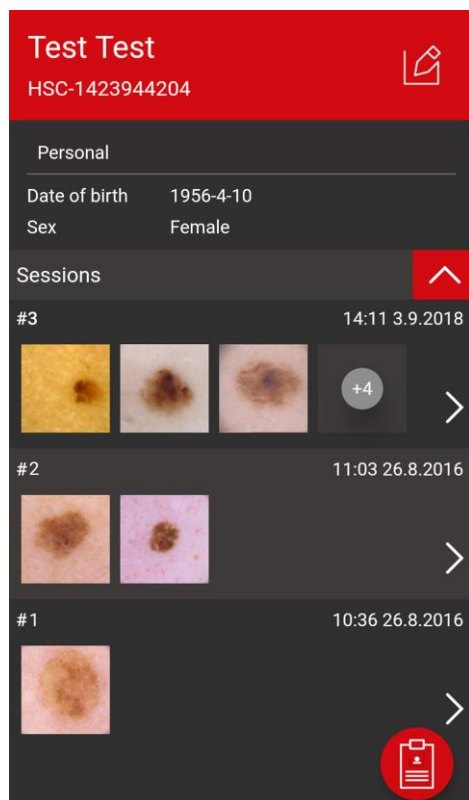 Test Test
HSC-1423944204
Personal
Date of birth 1956-4-10
Sex Female
Sessions
#3 14:11 3.9.2018
+4
#2 11:03 26.8.2016
#1 10:36 26.8.2016